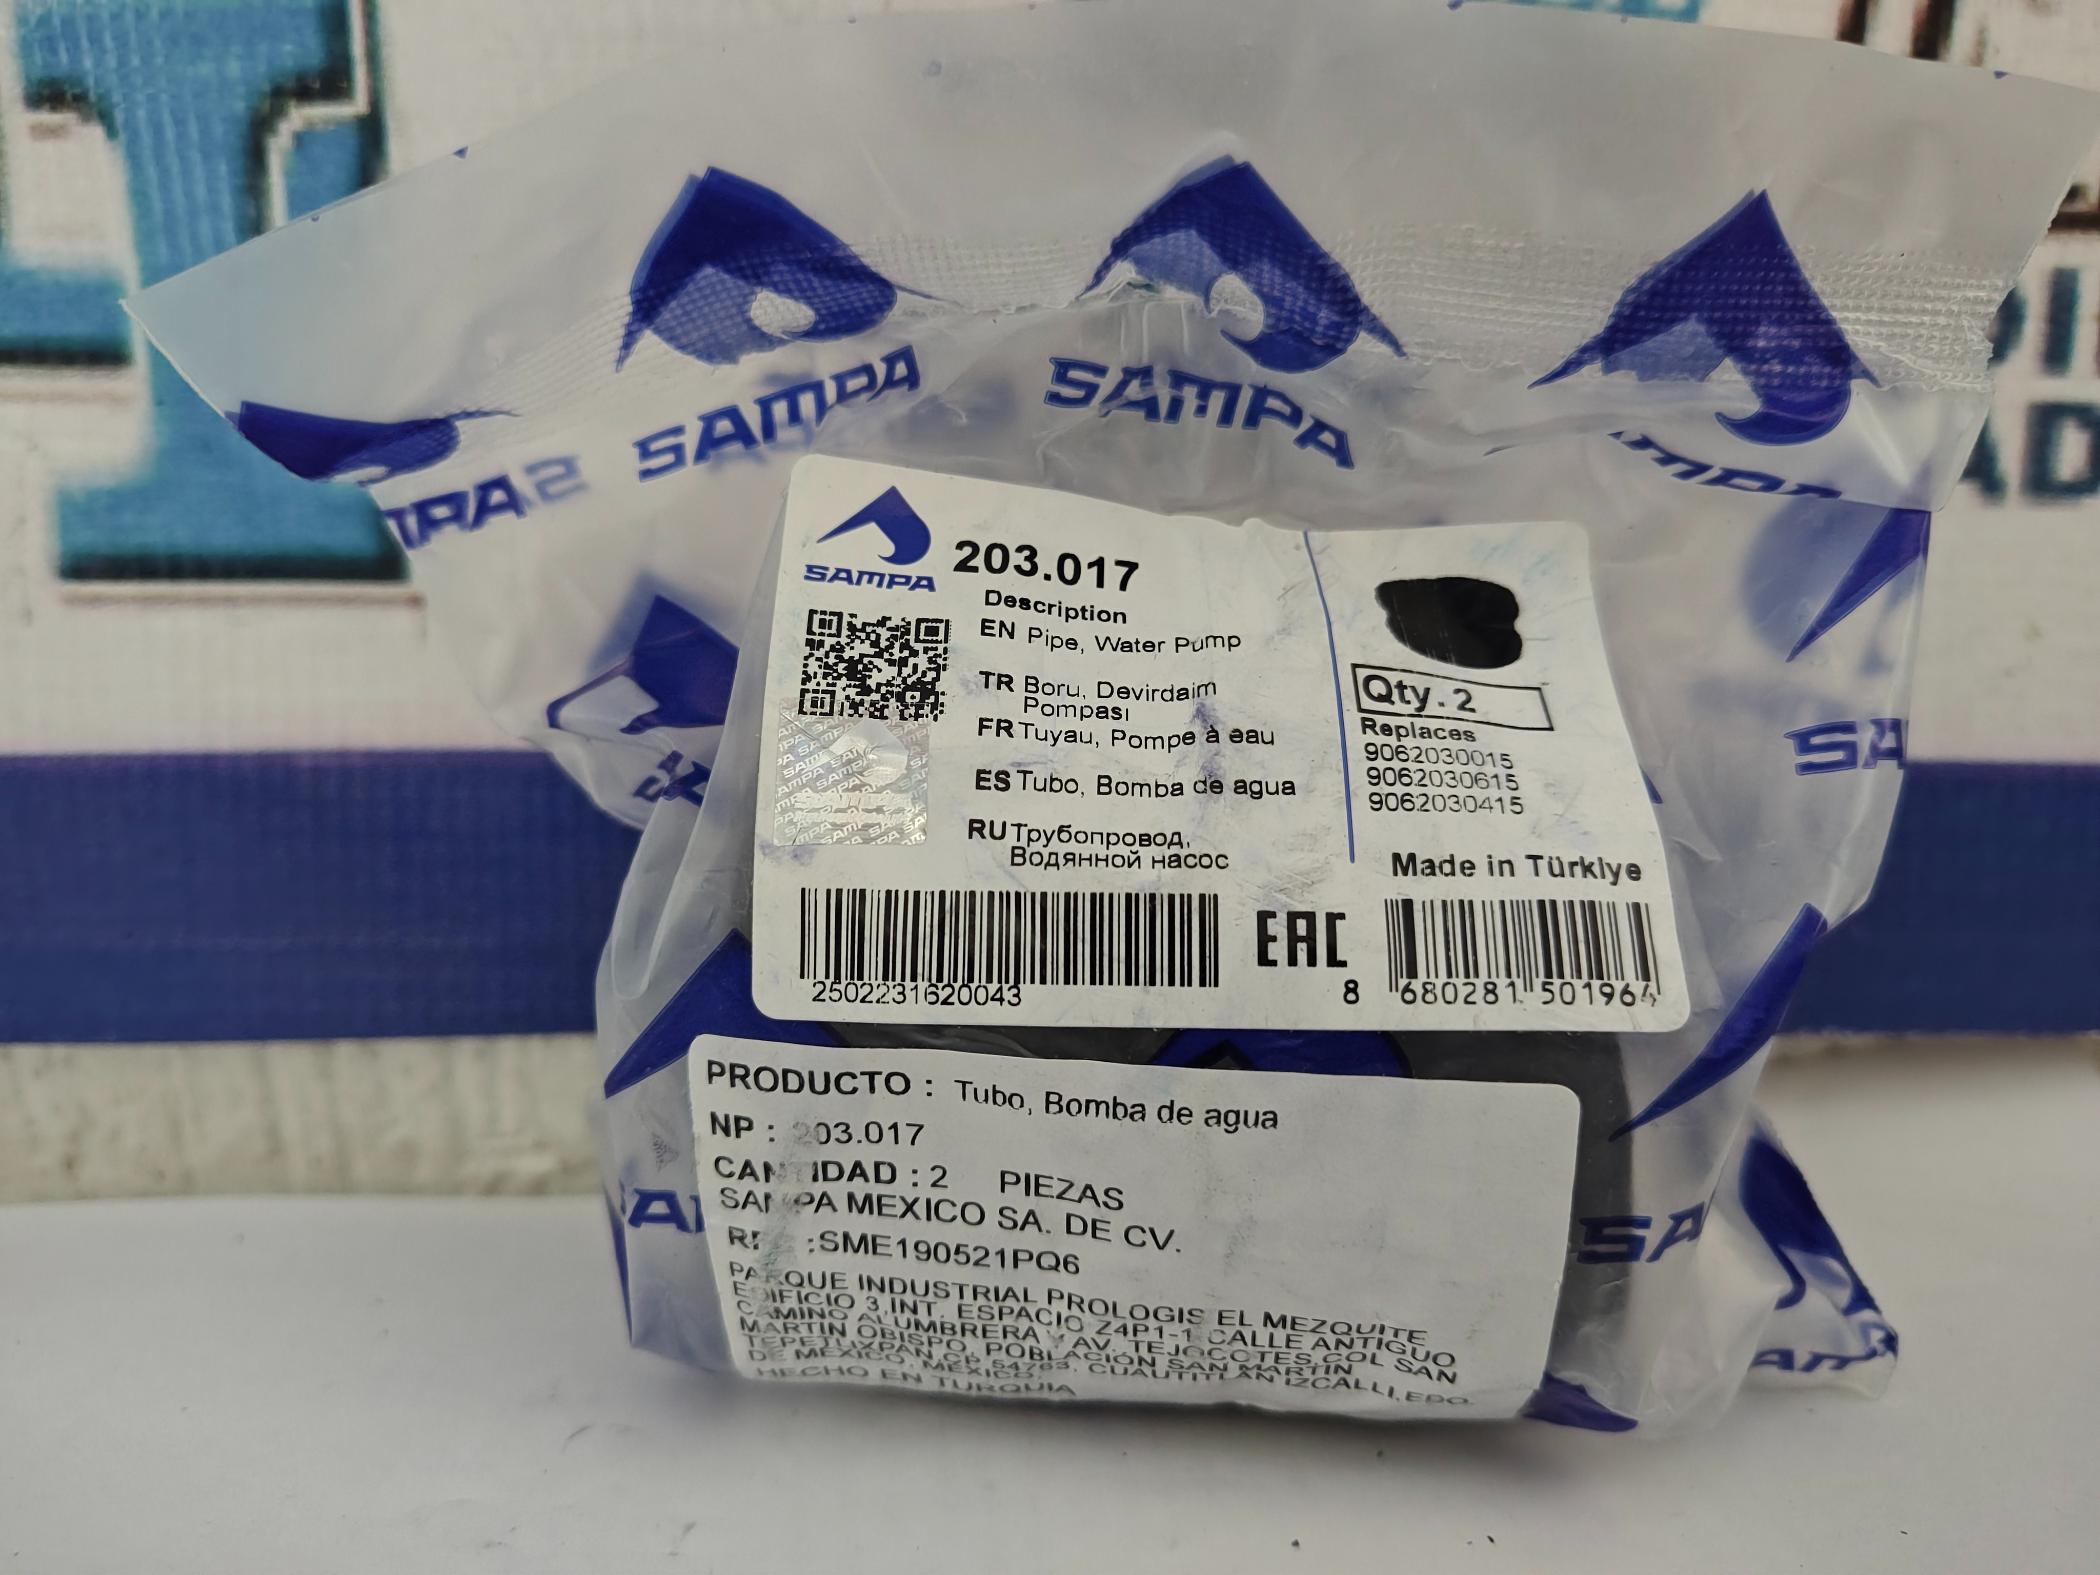 SAMPA
SAMPA
SAMPA
203.017
Description
EN Pipe, Water Pump
TR Boru, Devirdaim
Pompası
FR Tuyau, Pompe à eau
ES Tubo, Bomba de agua
RU Трубопровод,
Водянной насос
Qty. 2
Replaces
9062030015
9062030615
9062030415
Made in Türkiye
2502231620043
EAC
8 680281 501964
PRODUCTO : Tubo, Bomba de agua
NP : 203.017
CANTIDAD : 2 PIEZAS
SAMPA MEXICO SA. DE CV.
:SME190521PQ6
PARQUE INDUSTRIAL PROLOGIS EL MEZQUITE
EDIFICIO 3,INT. ESPACIO Z4P1-1 CALLE ANTIGUO
CAMINO ALUMBRERA Y AV. TEJOCOTES,COL SAN
MARTIN OBISPO, POBLACIÓN SAN MARTIN
TEPETLIXPAN,CP 54763, CUAUTITLAN IZCALLI,EDO.
DE MEXICO, MEXICO.
HECHO EN TURQUIA